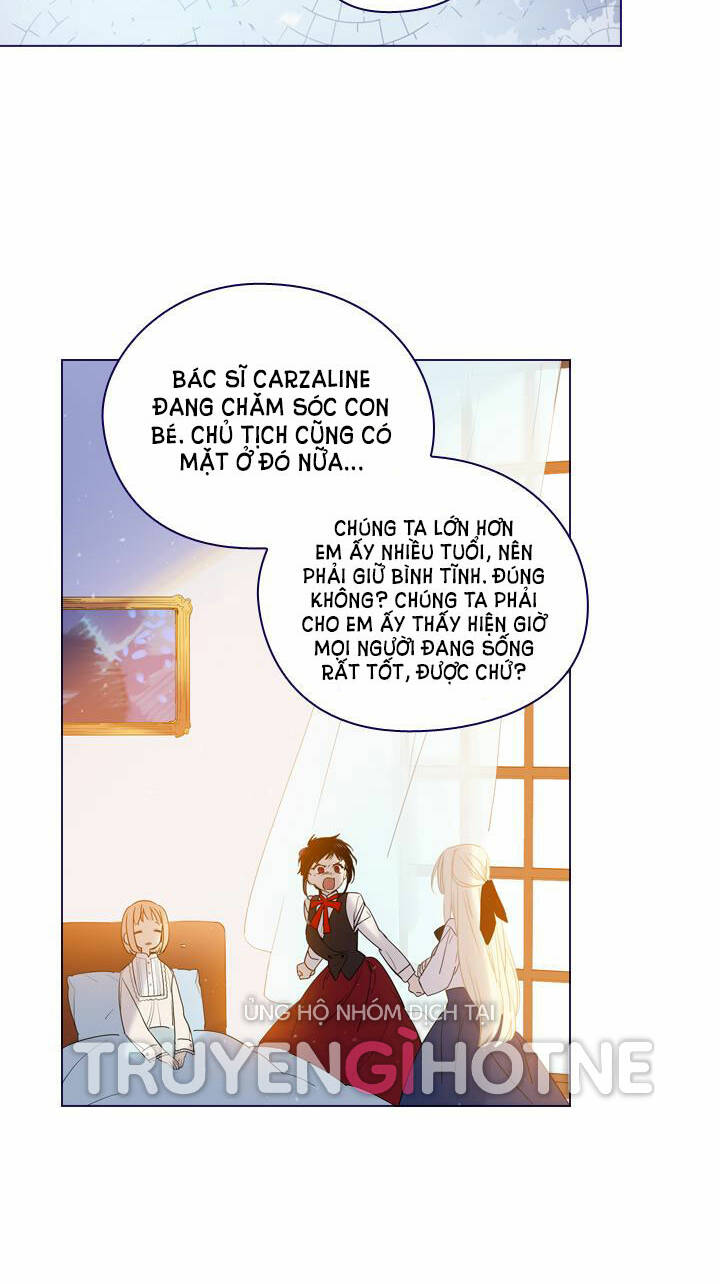 BÁC SĨ CARZALINE
ĐANG CHĂM SÓC CON
BÉ. CHỦ TỊCH CŨNG CÓ
MẶT Ở ĐÓ NỮA...
CHÚNG TA LỚN HƠN
EM ẤY NHIỀU TUỔI, NÊN
PHẢI GIỮ BÌNH TĨNH. ĐÚNG
KHÔNG? CHÚNG TA PHẢI
CHO EM ẤY THẤY HIỆN GIỜ
MỌI NGƯỜI ĐANG SỐNG
RẤT TỐT, ĐƯỢC CHỨ?
ỦNG HỘ NHÓM DỊCH TẠI
TRUYENGÌHOTNE